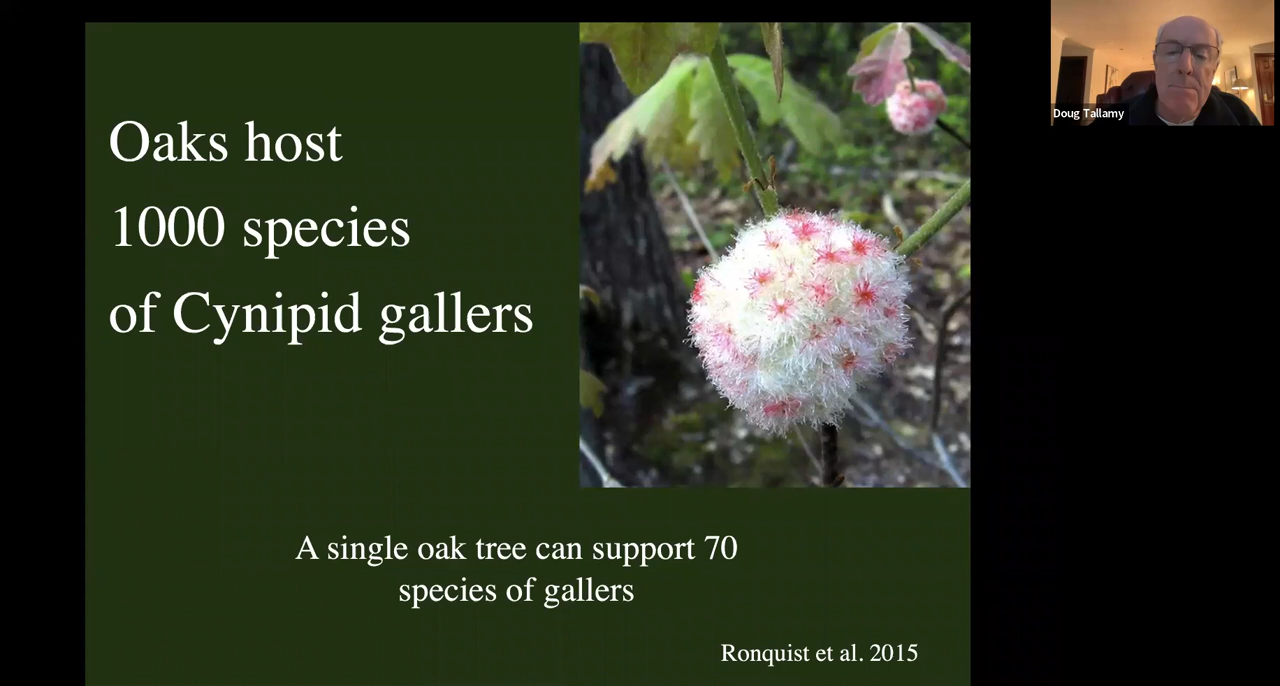 Oaks host
1000 species
of Cynipid gallers
A single oak tree can support 70
species of gallers
Ronquist et al. 2015
Doug Tallamy